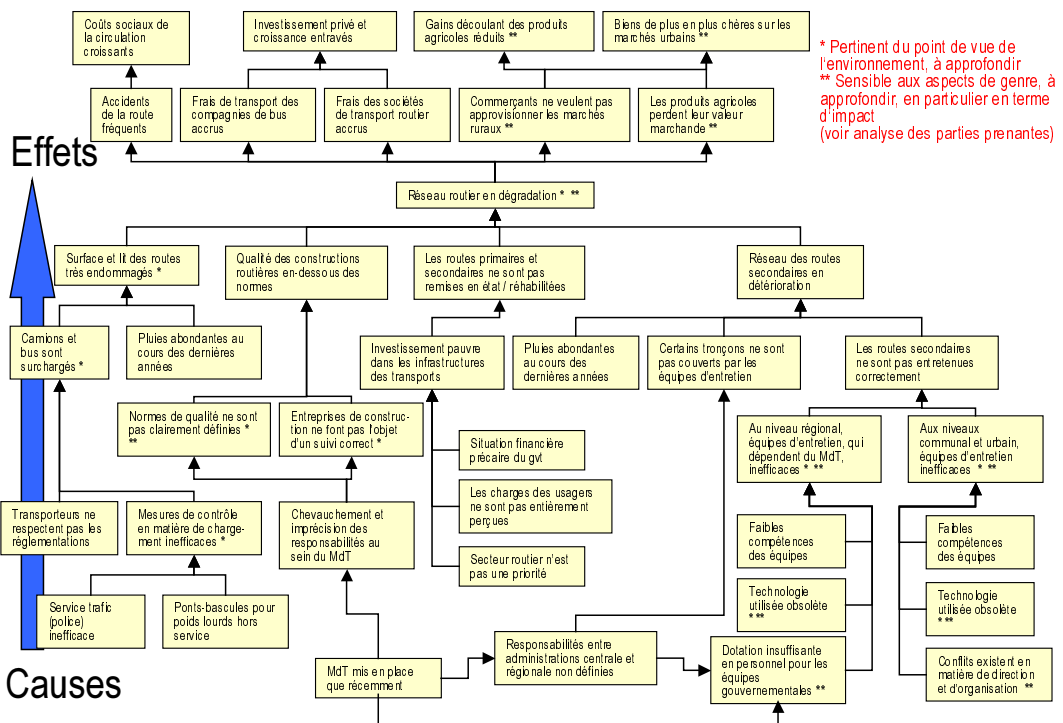 Coûts sociaux de
la circulation
croissants
Investissement privé et
croissance entravés
Gains découlant des produits
agricoles réduits **
Biens de plus en plus chères sur les
marchés urbains **
* Pertinent du point de vue de
l'environnement, à approfondir
** Sensible aux aspects de genre, à
approfondir, en particulier en terme
d'impact
(voir analyse des parties prenantes)
Accidents
de la route
fréquents
Frais de transport des
compagnies de bus
accrus
Frais des sociétés
de transport routier
accrus
Commerçants ne veulent pas
approvisionner les marchés
ruraux **
Les produits agricoles
perdent leur valeur
marchande **
Effets
Réseau routier en dégradation * **
Surface et lit des routes
très endommagés *
Qualité des constructions
routières en-dessous des
normes
Les routes primaires et
secondaires ne sont pas
remises en état / réhabilitées
Réseau des routes
secondaires en
détérioration
Camions et
bus sont
surchargés *
Pluies abondantes au
cours des dernières
années
Investissement pauvre
dans les infrastructures
des transports
Pluies abondantes
au cours des
dernières années
Certains tronçons ne sont
pas couverts par les
équipes d'entretien
Les routes secondaires
ne sont pas entretenues
correctement
Normes de qualité ne sont
pas clairement définies *
**
Entreprises de construc-
tion ne font pas l'objet
d'un suivi correct *
Situation financière
précaire du gvt
Au niveau régional,
équipes d'entretien, qui
dépendent du MdT,
inefficaces * **
Aux niveaux
communal et urbain,
équipes d'entretien
inefficaces * **
Transporteurs ne
respectent pas les
réglementations
Mesures de contrôle
en matière de charge-
ment inefficaces *
Chevauchement et
imprécision des
responsabilités au
sein du MdT
Les charges des usagers
ne sont pas entièrement
perçues
Secteur routier n'est
pas une priorité
Faibles
compétences
des équipes
Faibles
compétences
des équipes
Service trafic
(police)
inefficace
Ponts-bascules pour
poids lourds hors
service
Technologie
utilisée obsolète
* **
Technologie
utilisée obsolète
* **
Causes
MdT mis en place
que récemment
Responsabilités entre
administrations centrale et
régionale non définies
Dotation insuffisante
en personnel pour les
équipes
gouvernementales **
Conflits existent en
matière de direction
et d'organisation **